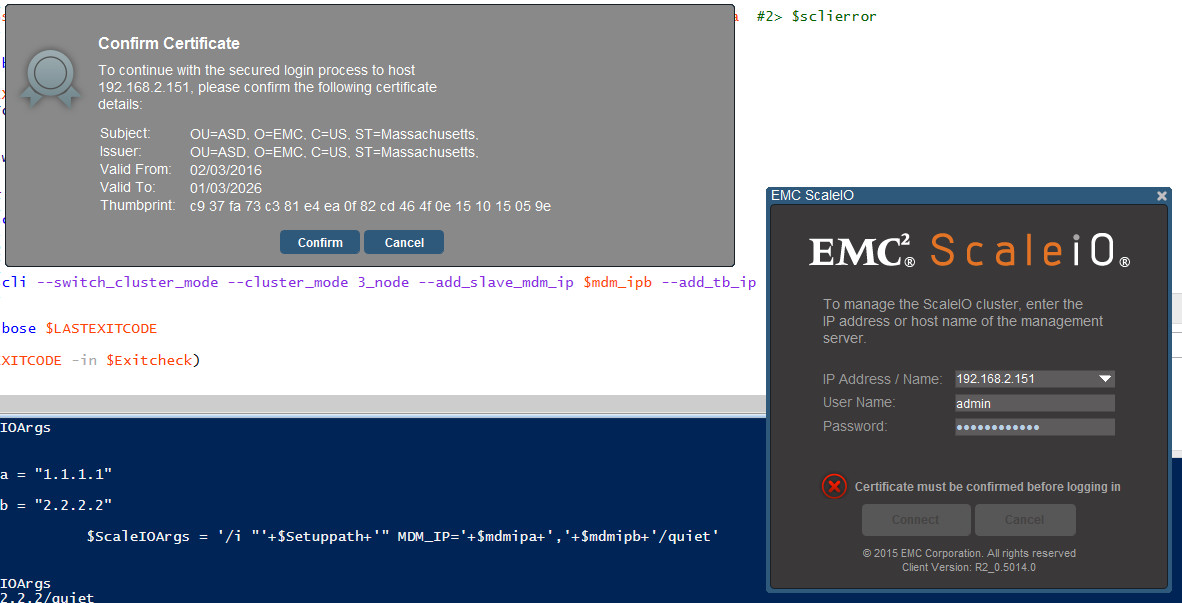 #2> $sclierror
Confirm Certificate
To continue with the secured login process to host
192.168.2.151, please confirm the following certificate
details:
Subject: OU=ASD, O=EMC, C=US, ST=Massachusetts,
Issuer: OU=ASD, O=EMC, C=US, ST=Massachusetts,
Valid From: 02/03/2016
Valid To: 01/03/2026
Thumbprint: c9 37 fa 73 c3 81 e4 ea 0f 82 cd 46 4f 0e 15 10 15 05 9e
Confirm Cancel
cli --switch_cluster_mode --cluster_mode 3_node --add_slave_mdm_ip $mdm_ipb --add_tb_ip
bose $LASTEXITCODE
XITCODE -in $Exitcheck)
IOArgs
a = "1.1.1.1"
b = "2.2.2.2"
$ScaleIOArgs = '/i "'+$Setuppath+'" MDM_IP='+$mdmipa+','+$mdmipb+'/quiet'
IOArgs
2.2.2/quiet
EMC ScaleIO
EMC²® ScaleiO®
To manage the ScaleIO cluster, enter the
IP address or host name of the management
server.
IP Address / Name: 192.168.2.151
User Name: admin
Password: ••••••••••••
Certificate must be confirmed before logging in
Connect Cancel
© 2015 EMC Corporation. All rights reserved
Client Version: R2_0.5014.0